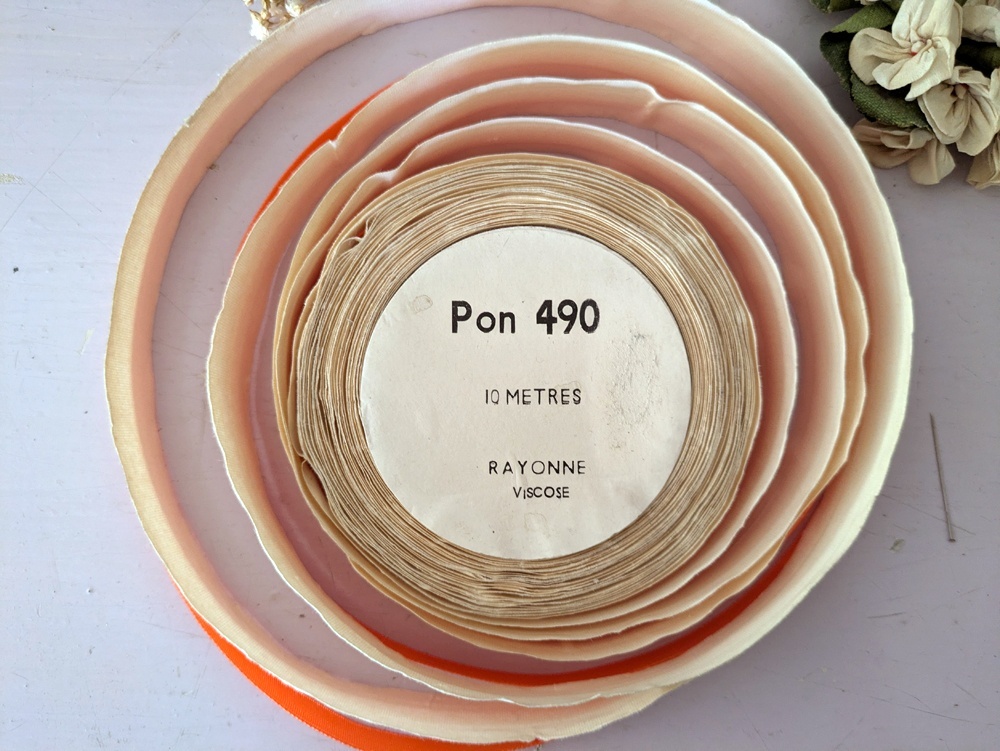 Pon 490
10 METRES
RAYONNE
VISCOSE